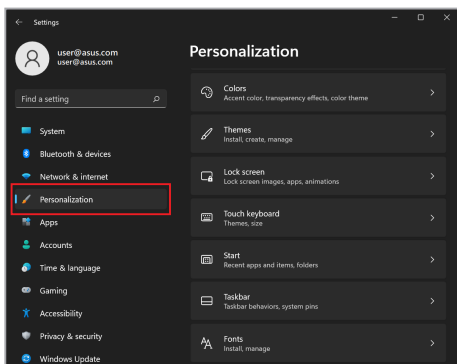 Settings
user@asus.com
user@asus.com
Find a setting
System
Bluetooth & devices
Network & internet
Personalization
Apps
Accounts
Time & language
Gaming
Accessibility
Privacy & security
Windows Update
Personalization
Colors
Accent color, transparency effects, color theme
Themes
Install, create, manage
Lock screen
Lock screen images, apps, animations
Touch keyboard
Themes, size
Start
Recent apps and items, folders
Taskbar
Taskbar behaviors, system pins
Fonts
Install, manage